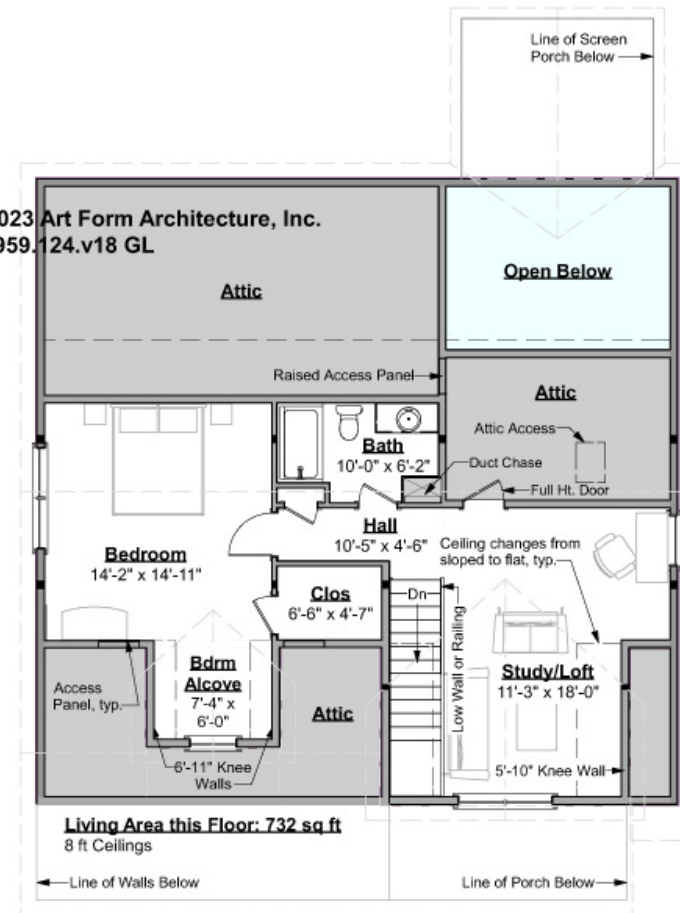 Line of Screen
Porch Below
023 Art Form Architecture, Inc.
959.124.v18 GL
Attic
Open Below
Raised Access Panel
Attic
Attic Access
Bath
10'-0" x 6'-2"
Duct Chase
Full Ht. Door
Hall
10'-5" x 4'-6"
Ceiling changes from
sloped to flat, typ.
Bedroom
14'-2" x 14'-11"
Clos
6'-6" x 4'-7"
Dn
Low Wall or Railing
Bdrm
Alcove
7'-4" x
6'-0"
Study/Loft
11'-3" x 18'-0"
Access
Panel, typ.
Attic
6'-11" Knee
Walls
5'-10" Knee Wall
Living Area this Floor: 732 sq ft
8 ft Ceilings
Line of Walls Below
Line of Porch Below